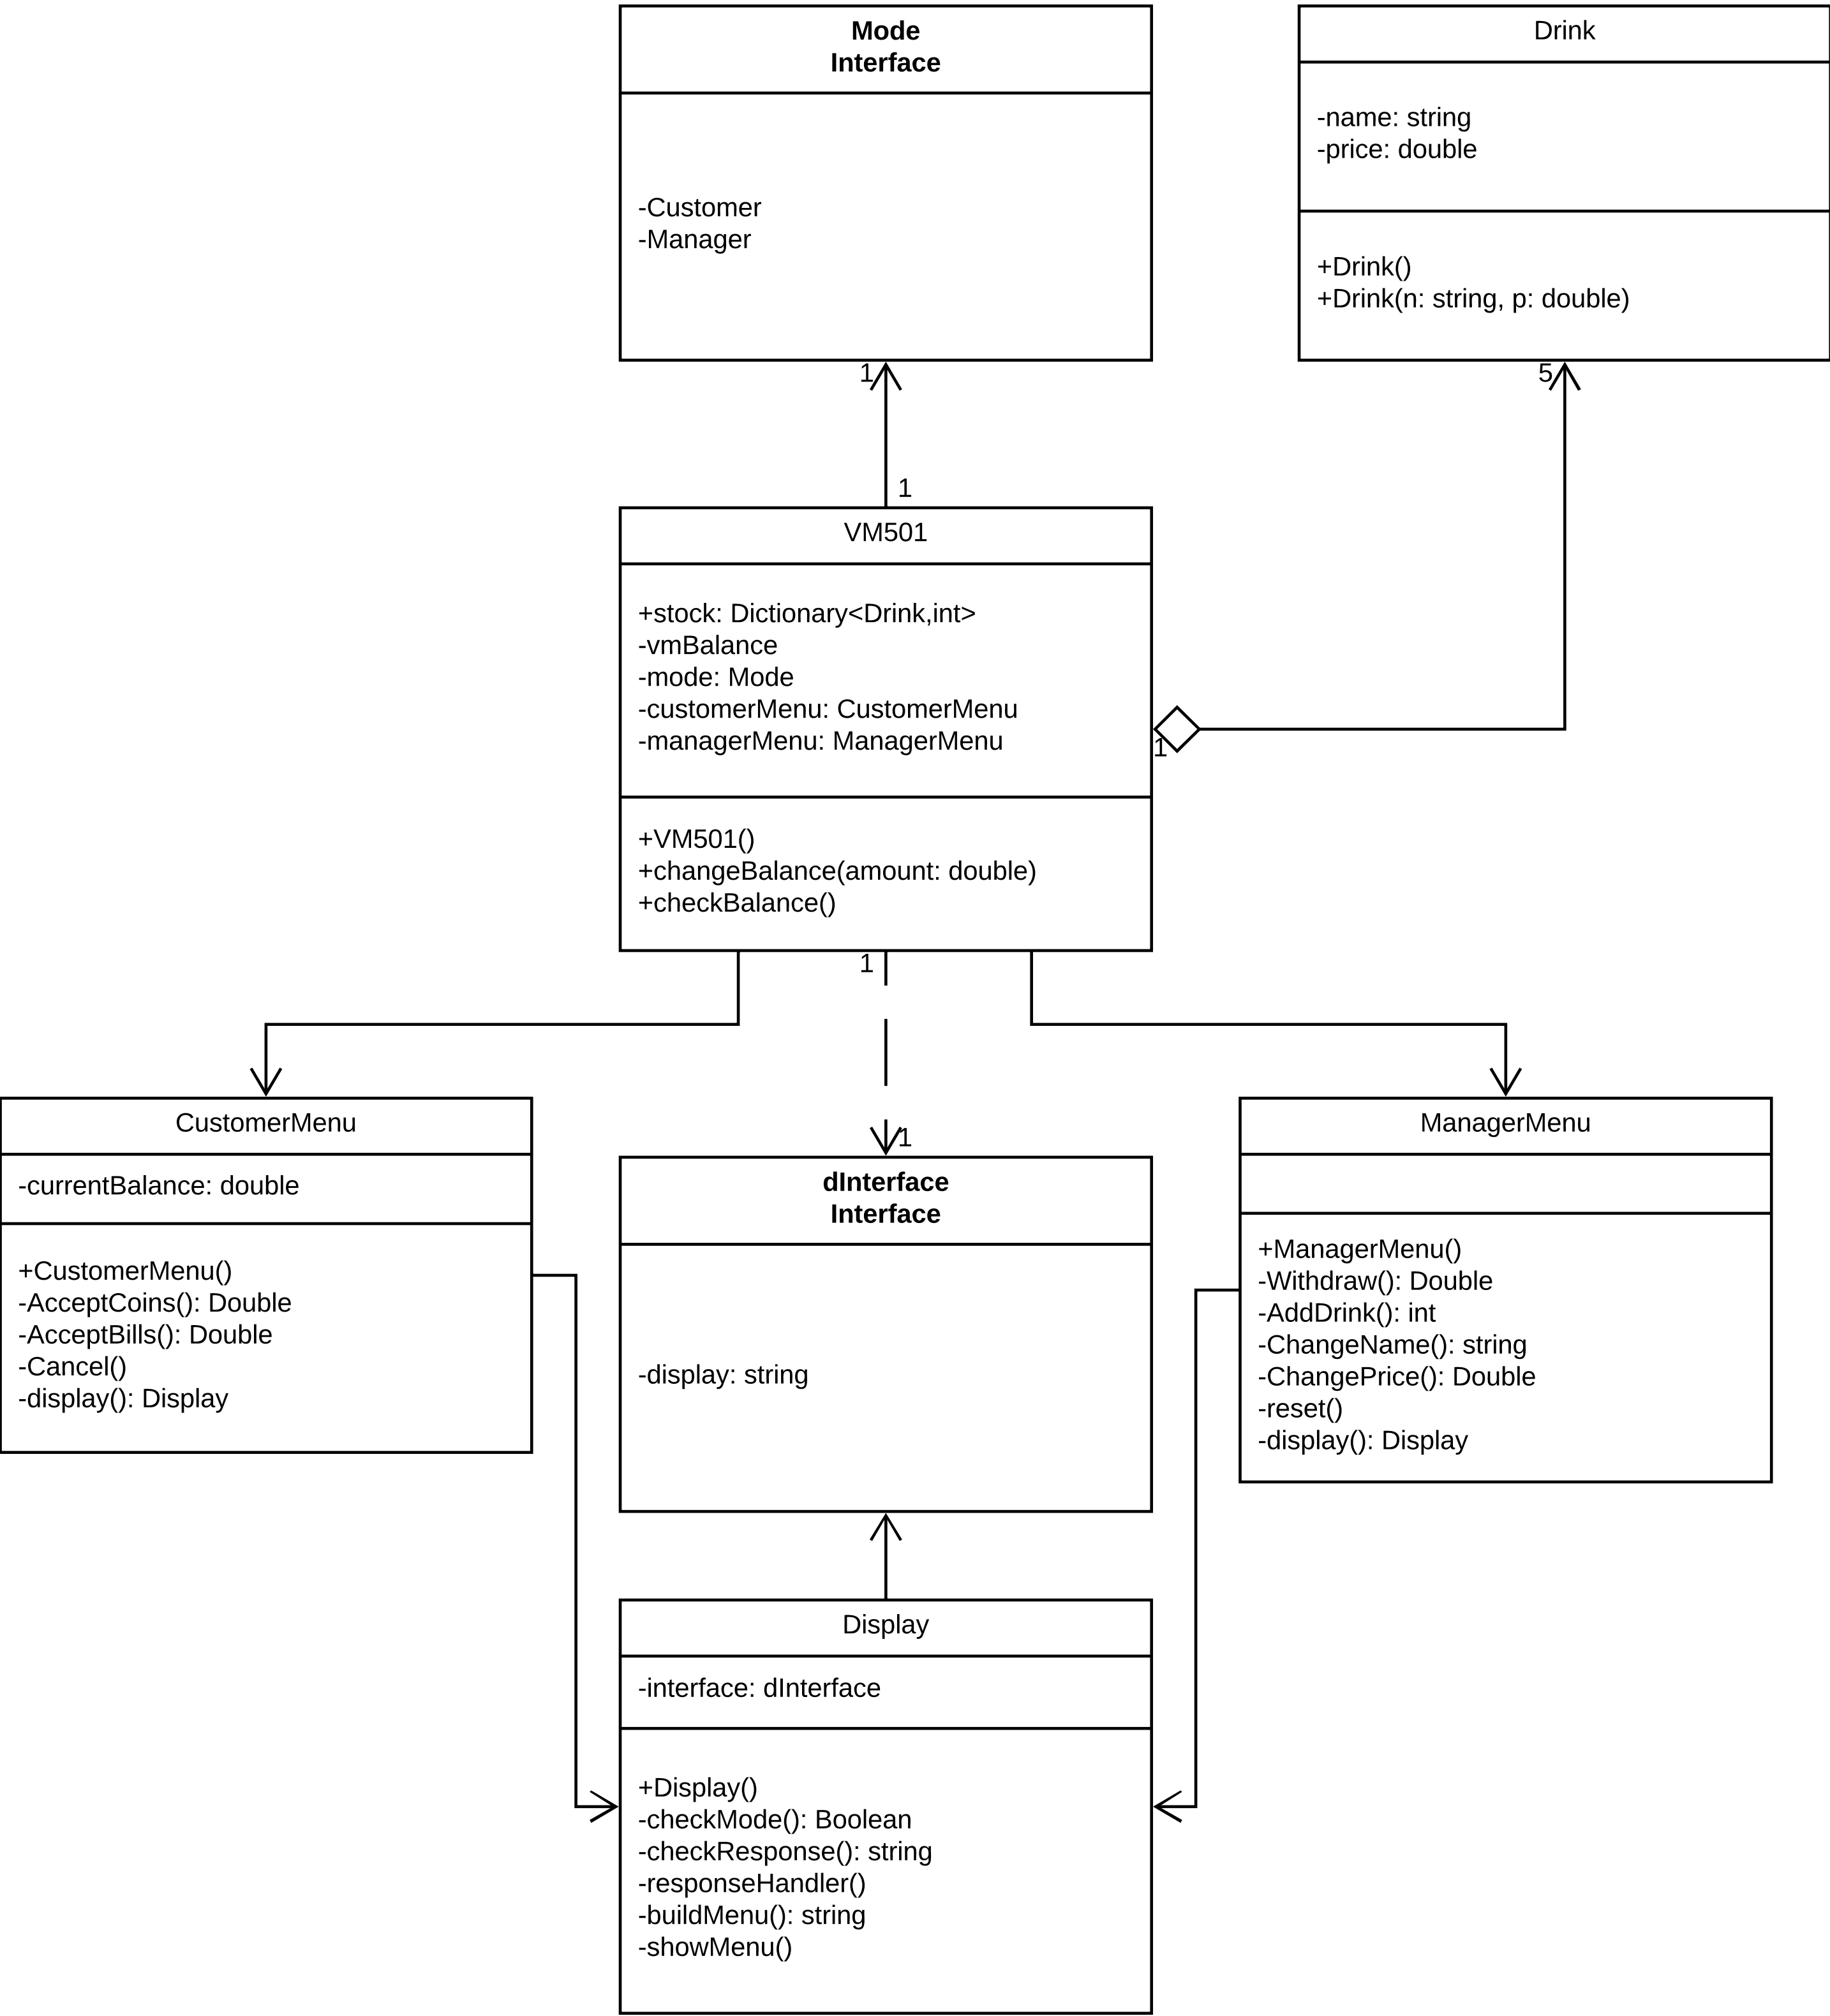 Mode
Interface
-Customer
-Manager
Drink
-name: string
-price: double
+Drink()
+Drink(n: string, p: double)
1
5
1
VM501
+stock: Dictionary<Drink,int>
-vmBalance
-mode: Mode
-customerMenu: CustomerMenu
-managerMenu: ManagerMenu
1
+VM501()
+changeBalance(amount: double)
+checkBalance()
1
1
CustomerMenu
-currentBalance: double
+CustomerMenu()
-AcceptCoins(): Double
-AcceptBills(): Double
-Cancel()
-display(): Display
dInterface
Interface
-display: string
ManagerMenu
+ManagerMenu()
-Withdraw(): Double
-AddDrink(): int
-ChangeName(): string
-ChangePrice(): Double
-reset()
-display(): Display
Display
-interface: dInterface
+Display()
-checkMode(): Boolean
-checkResponse(): string
-responseHandler()
-buildMenu(): string
-showMenu()